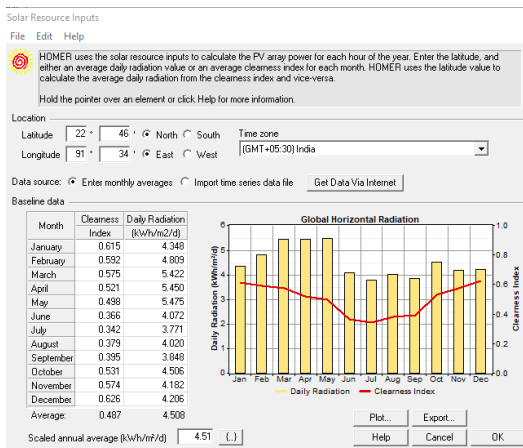 Solar Resource Inputs
File Edit Help
HOMER uses the solar resource inputs to calculate the PV array power for each hour of the year. Enter the latitude, and
either an average daily radiation value or an average clearness index for each month. HOMER uses the latitude value to
calculate the average daily radiation from the clearness index and vice-versa.
Hold the pointer over an element or click Help for more information.
Location
Latitude 22 ° 46 ' North South Time zone
Longitude 91 ° 34 ' East West (GMT+05:30) India
Data source: Enter monthly averages Import time series data file Get Data Via Internet
Baseline data
Month Clearness Index Daily Radiation (kWh/m2/d)
January 0.615 4.348
February 0.592 4.809
March 0.575 5.422
April 0.521 5.450
May 0.498 5.475
June 0.366 4.072
July 0.342 3.771
August 0.379 4.020
September 0.395 3.848
October 0.531 4.506
November 0.574 4.182
December 0.626 4.206
Average: 0.487 4.508
Scaled annual average (kWh/m²/d) 4.51 {..}
Global Horizontal Radiation
Daily Radiation (kWh/m²/d)
6
5
4
3
2
1
0
Clearness Index
1.0
0.8
0.6
0.4
0.2
0.0
Jan Feb Mar Apr May Jun Jul Aug Sep Oct Nov Dec
Daily Radiation Clearness Index
Plot... Export...
Help Cancel OK